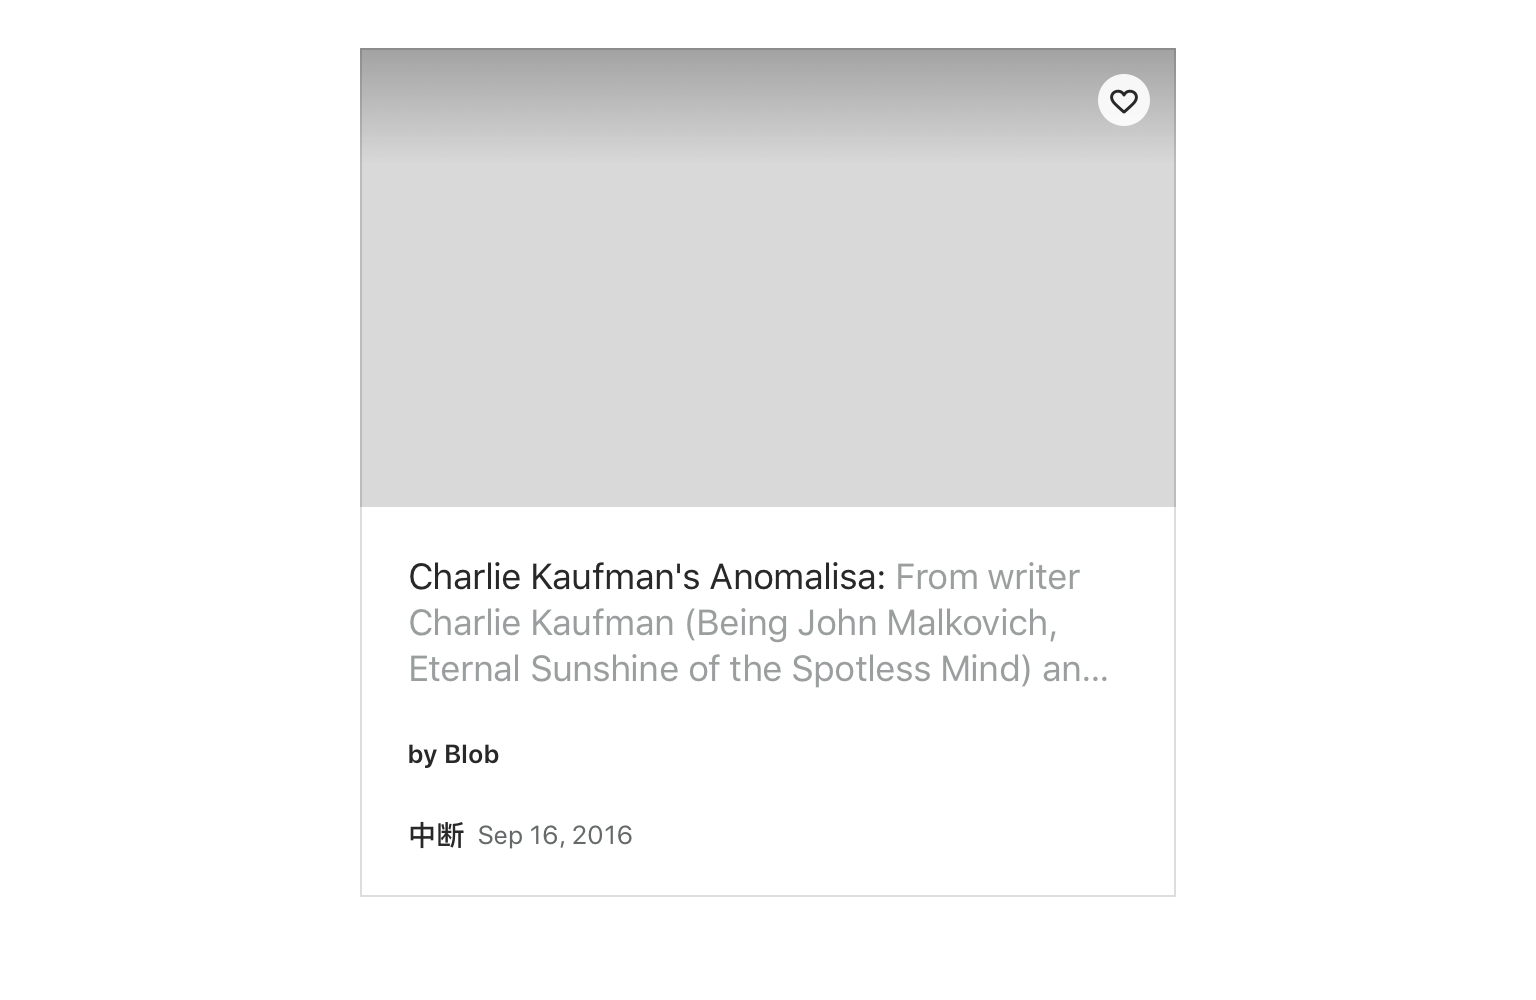 Charlie Kaufman's Anomalisa: From writer
Charlie Kaufman (Being John Malkovich,
Eternal Sunshine of the Spotless Mind) an...
by Blob
中断 Sep 16, 2016